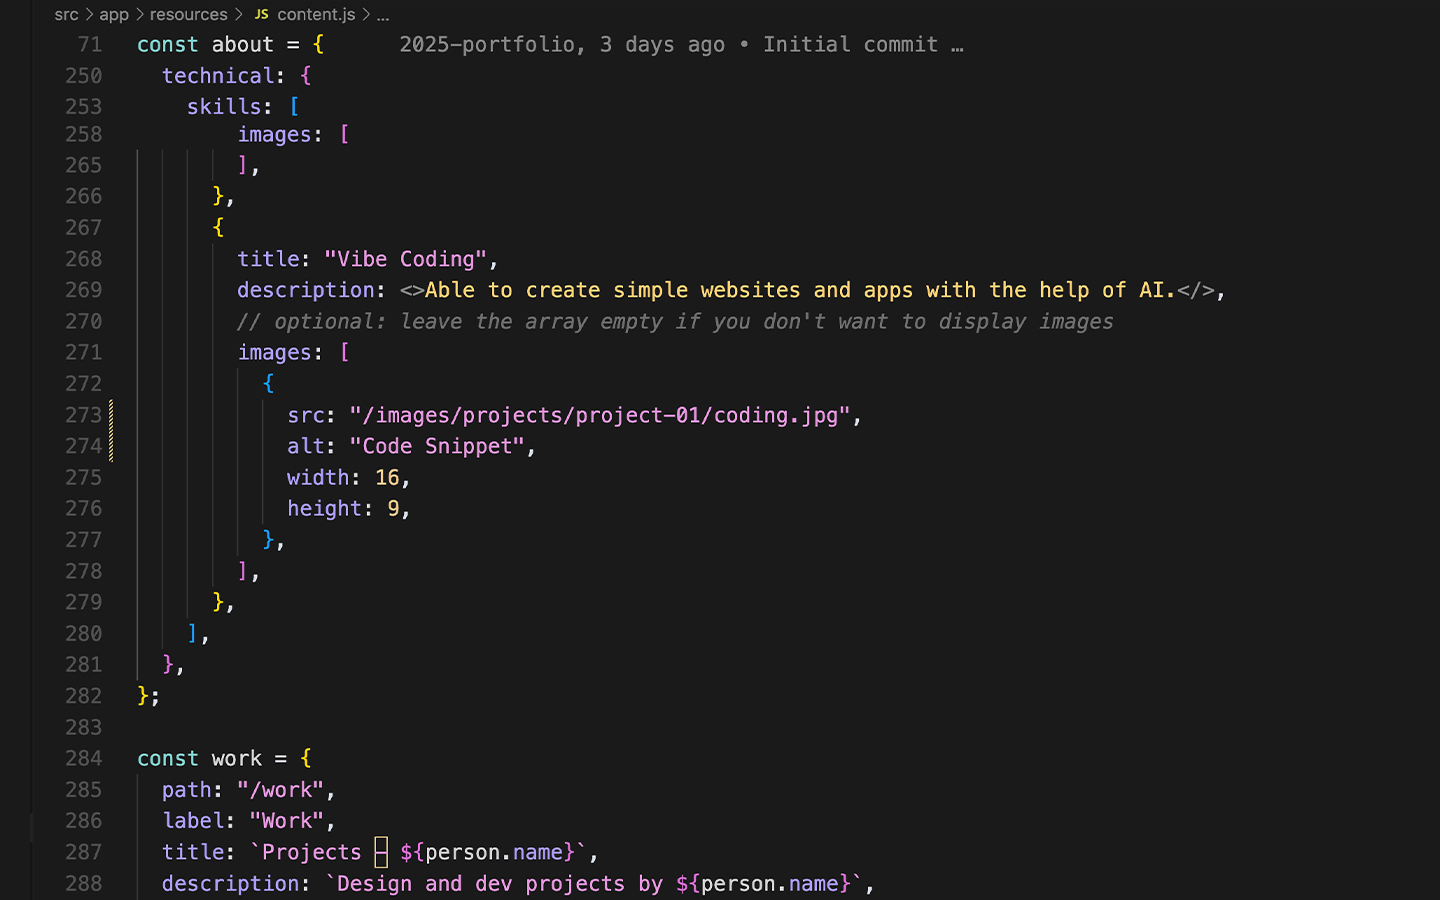 src > app > resources > JS content.js > ...
71 const about = { 2025-portfolio, 3 days ago • Initial commit …
250 technical: {
253 skills: [
258 images: [
265 ],
266 },
267 {
268 title: "Vibe Coding",
269 description: <>Able to create simple websites and apps with the help of AI.</>,
270 // optional: leave the array empty if you don't want to display images
271 images: [
272 {
273 src: "/images/projects/project-01/coding.jpg",
274 alt: "Code Snippet",
275 width: 16,
276 height: 9,
277 },
278 ],
279 },
280 ],
281 },
282 };
283
284 const work = {
285 path: "/work",
286 label: "Work",
287 title: `Projects – ${person.name}`,
288 description: `Design and dev projects by ${person.name}`,